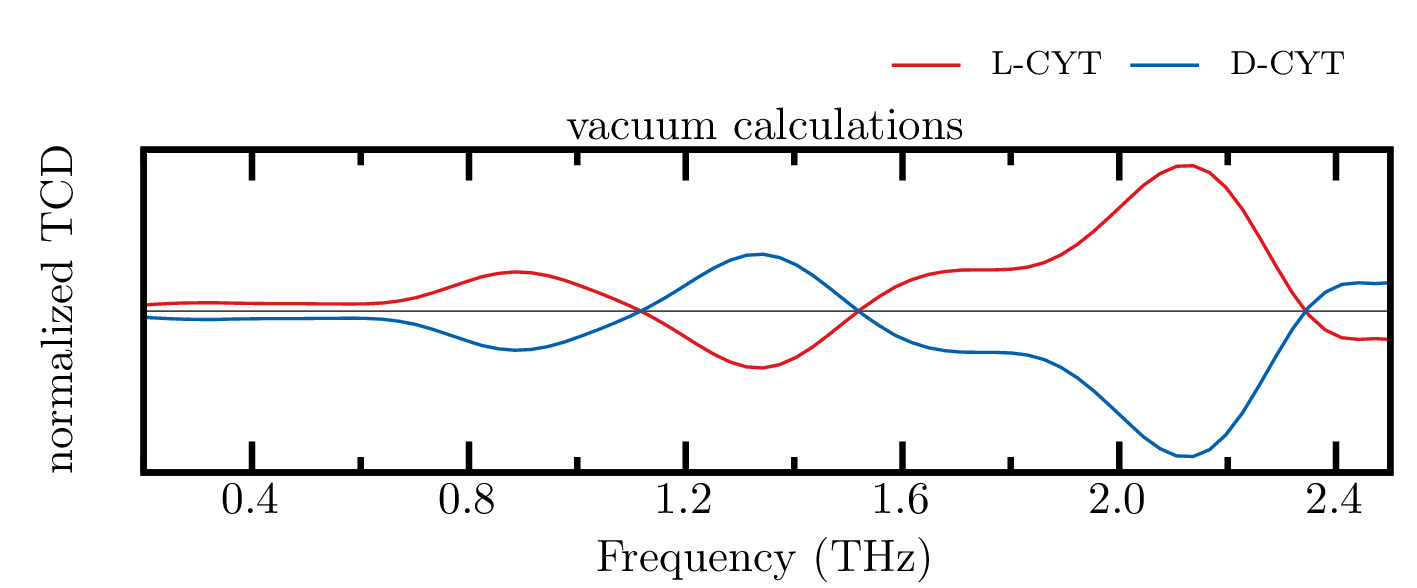 L-CYT D-CYT
vacuum calculations
normalized TCD
0.4 0.8 1.2 1.6 2.0 2.4
Frequency (THz)